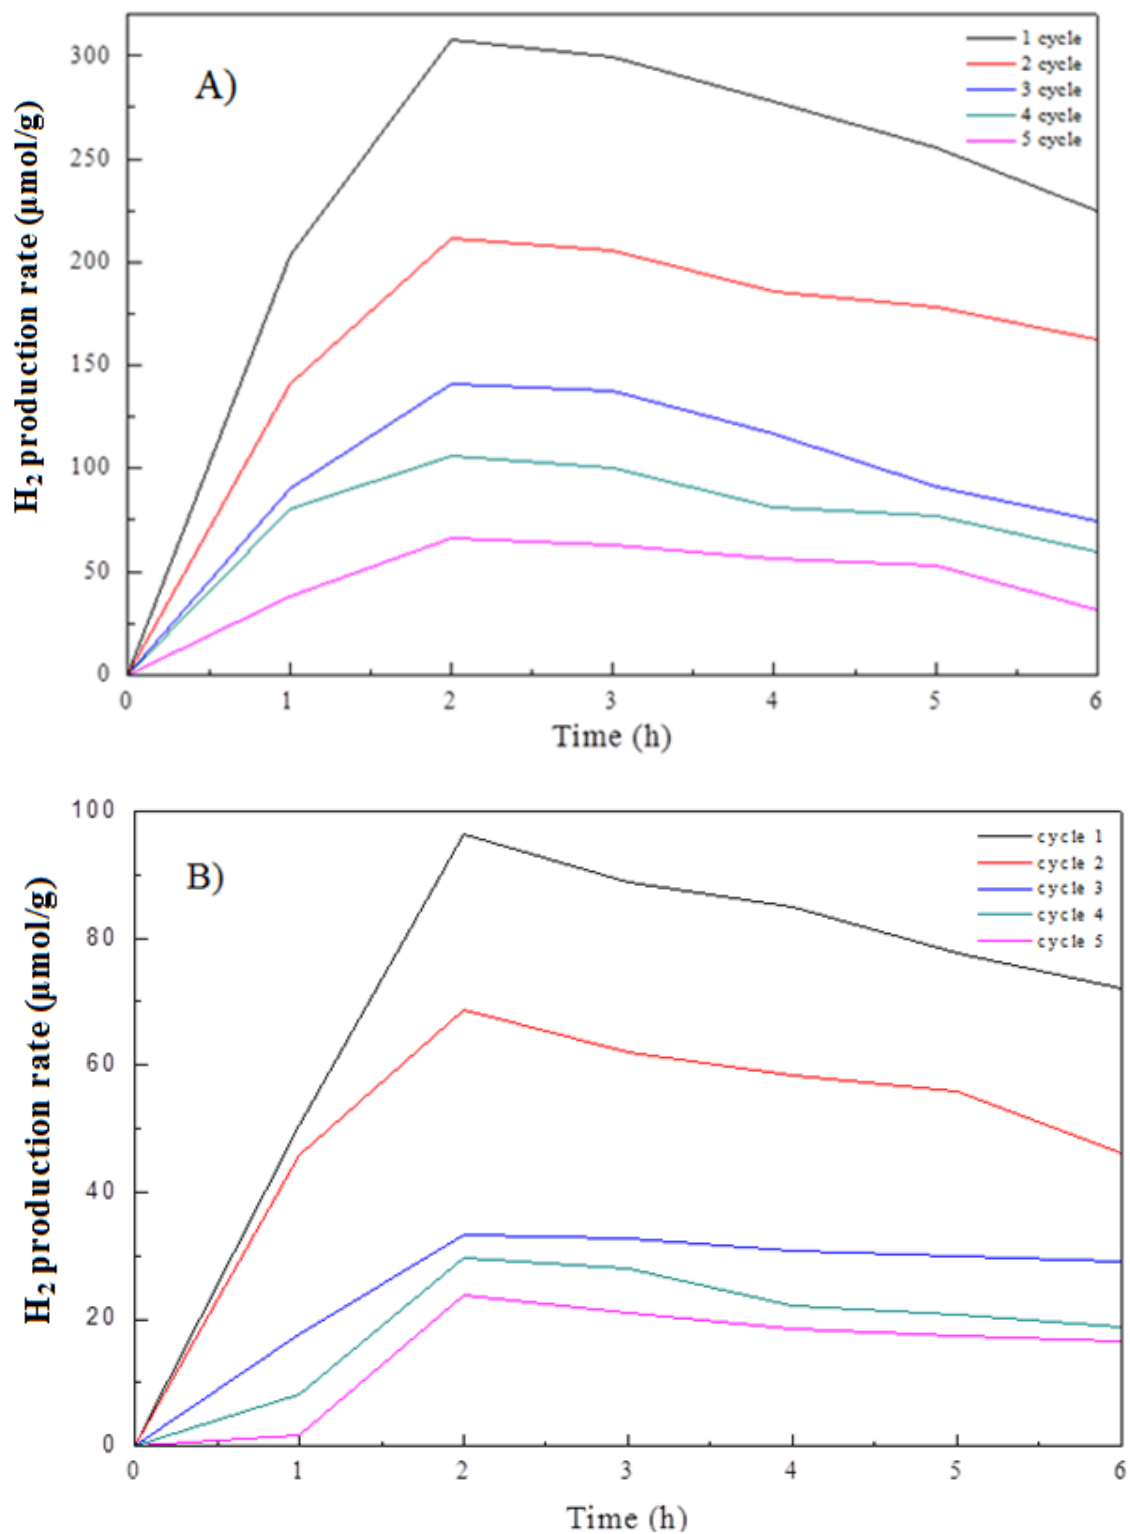 A)
1 cycle
2 cycle
3 cycle
4 cycle
5 cycle
H₂ production rate (μmol/g)
300
250
200
150
100
50
0
0 1 2 3 4 5 6
Time (h)
B)
cycle 1
cycle 2
cycle 3
cycle 4
cycle 5
H₂ production rate (μmol/g)
100
80
60
40
20
0
0 1 2 3 4 5 6
Time (h)